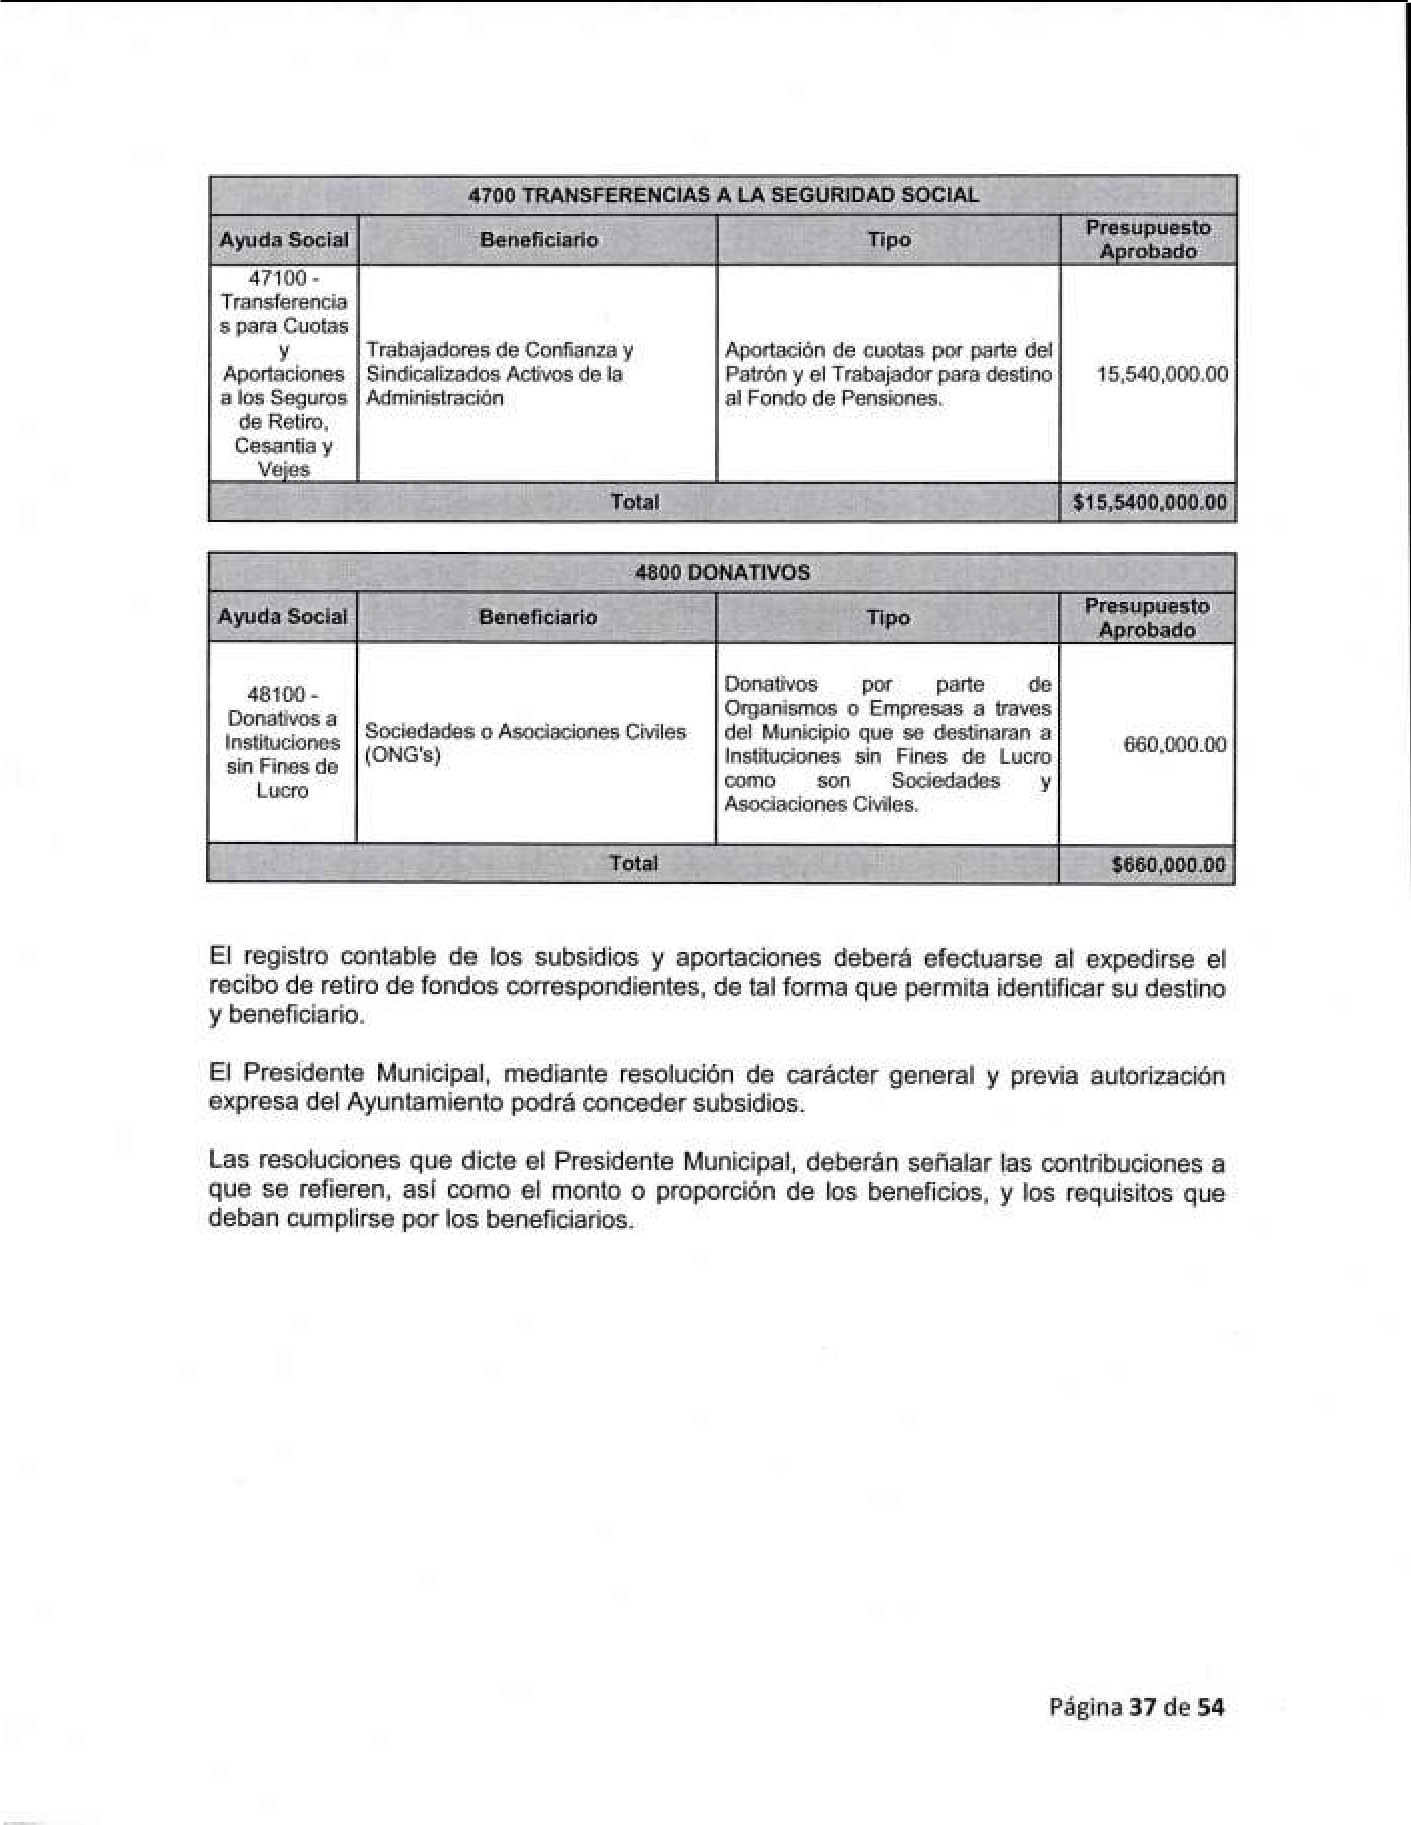 4700 TRANSFERENCIAS A LA SEGURIDAD SOCIAL
Ayuda Social
Beneficiario
Tipo
Presupuesto
Aprobado
47100 -
Transferencia
s para Cuotas
y
Aportaciones
a los Seguros
de Retiro,
Cesantia y
Vejes
Trabajadores de Confianza y
Sindicalizados Activos de la
Administración
Aportación de cuotas por parte del
Patrón y el Trabajador para destino
al Fondo de Pensiones.
15,540,000.00
Total
$15,5400,000.00
4800 DONATIVOS
Ayuda Social
Beneficiario
Tipo
Presupuesto
Aprobado
48100 -
Donativos a
Instituciones
sin Fines de
Lucro
Sociedades o Asociaciones Civiles
(ONG's)
Donativos por parte de
Organismos o Empresas a traves
del Municipio que se destinaran a
Instituciones sin Fines de Lucro
como son Sociedades y
Asociaciones Civiles.
660,000.00
Total
$660,000.00
El registro contable de los subsidios y aportaciones deberá efectuarse al expedirse el
recibo de retiro de fondos correspondientes, de tal forma que permita identificar su destino
y beneficiario.
El Presidente Municipal, mediante resolución de carácter general y previa autorización
expresa del Ayuntamiento podrá conceder subsidios.
Las resoluciones que dicte el Presidente Municipal, deberán señalar las contribuciones a
que se refieren, así como el monto o proporción de los beneficios, y los requisitos que
deban cumplirse por los beneficiarios.
Página 37 de 54